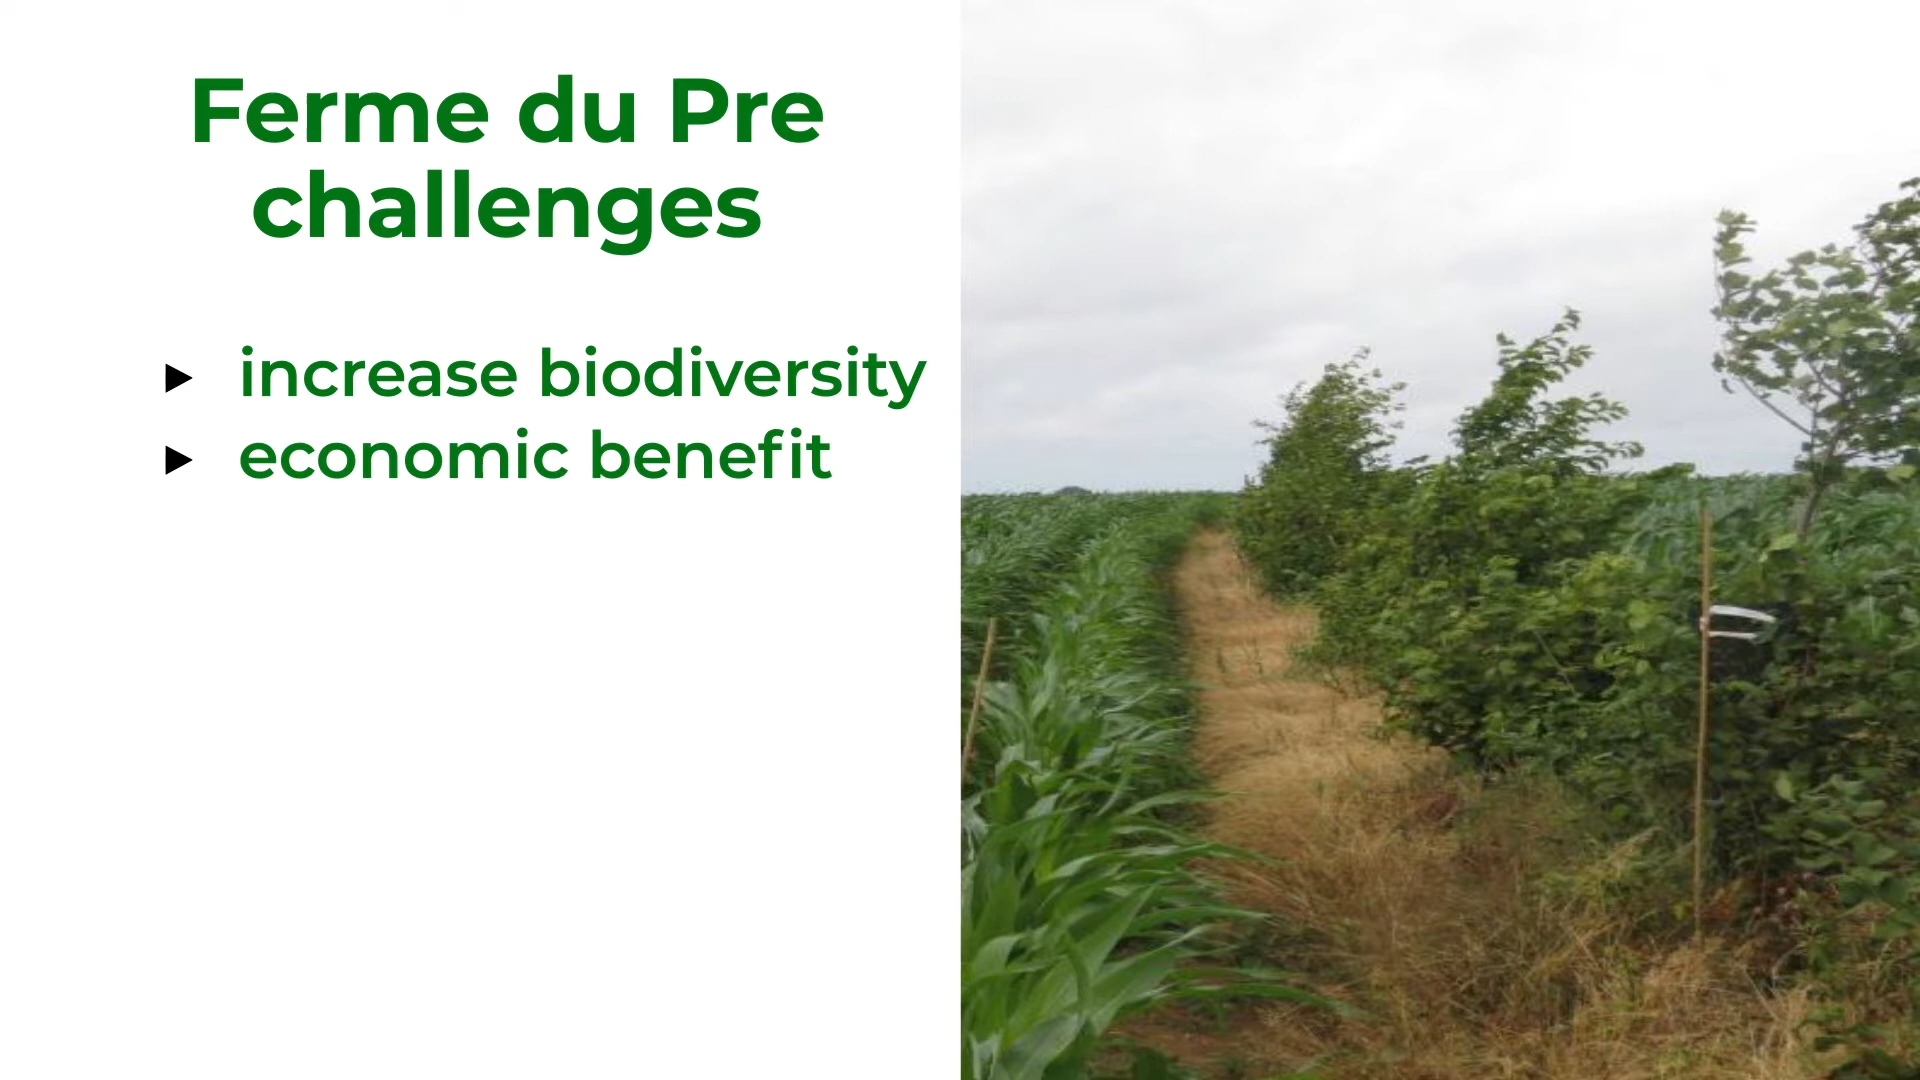 Ferme du Pre
challenges
► increase biodiversity
► economic benefit